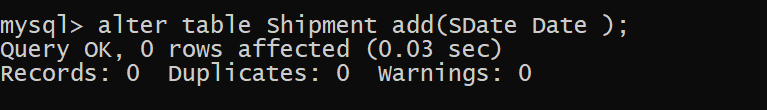 mysql> alter table Shipment add(SDate Date );
Query OK, 0 rows affected (0.03 sec)
Records: 0  Duplicates: 0  Warnings: 0